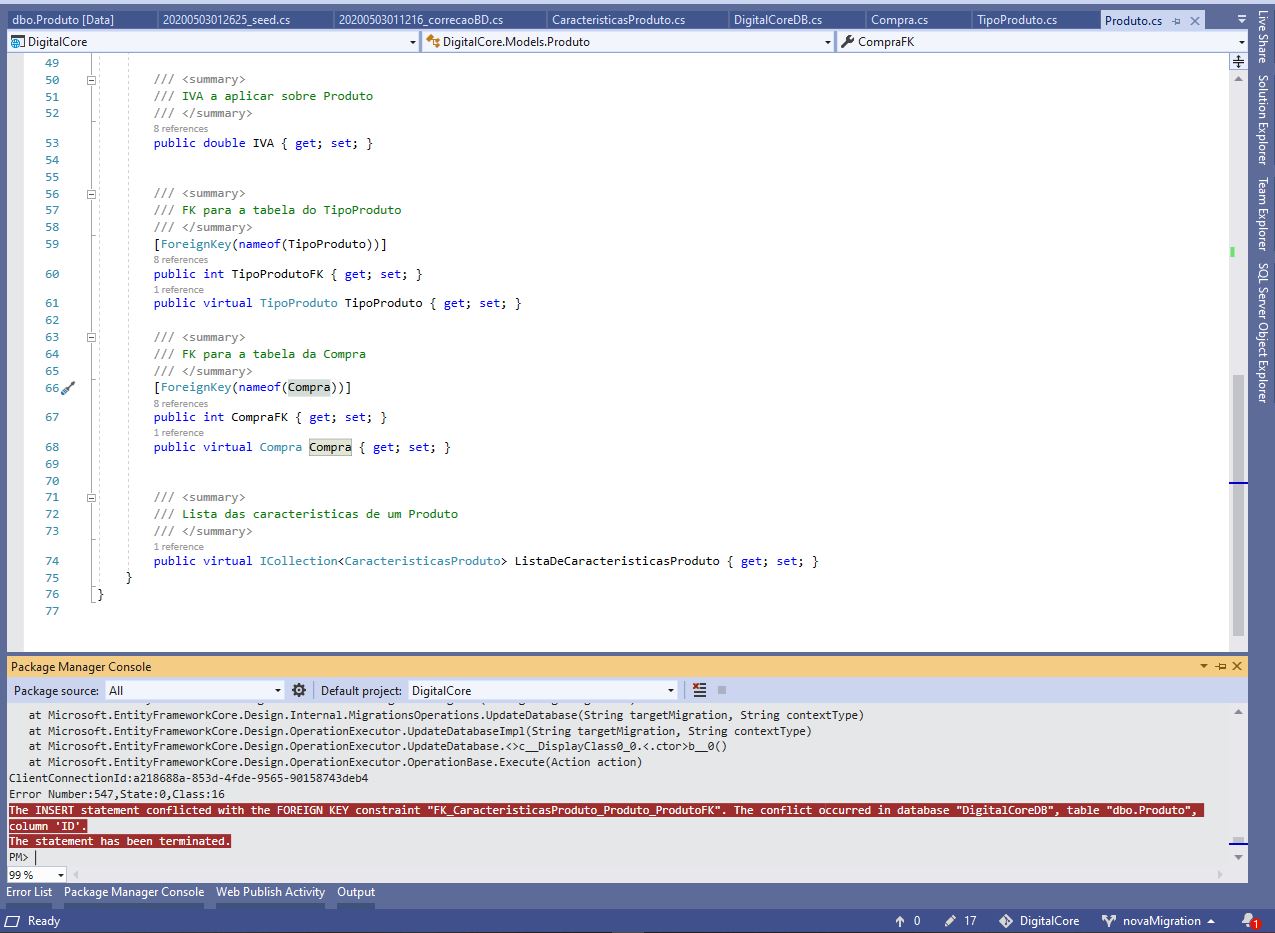 dbo.Produto [Data] 20200503012625_seed.cs 20200503011216_correcaoBD.cs CaracteristicasProduto.cs DigitalCoreDB.cs Compra.cs TipoProduto.cs Produto.cs
DigitalCore DigitalCore.Models.Produto CompraFK
49
50 /// <summary>
51 /// IVA a aplicar sobre Produto
52 /// </summary>
8 references
53 public double IVA { get; set; }
54
55
56 /// <summary>
57 /// FK para a tabela do TipoProduto
58 /// </summary>
59 [ForeignKey(nameof(TipoProduto))]
8 references
60 public int TipoProdutoFK { get; set; }
1 reference
61 public virtual TipoProduto TipoProduto { get; set; }
62
63 /// <summary>
64 /// FK para a tabela da Compra
65 /// </summary>
66 [ForeignKey(nameof(Compra))]
8 references
67 public int CompraFK { get; set; }
1 reference
68 public virtual Compra Compra { get; set; }
69
70
71 /// <summary>
72 /// Lista das caracteristicas de um Produto
73 /// </summary>
1 reference
74 public virtual ICollection<CaracteristicasProduto> ListaDeCaracteristicasProduto { get; set; }
75 }
76 }
77
Live Share
Solution Explorer
Team Explorer
SQL Server Object Explorer
Package Manager Console
Package source: All Default project: DigitalCore
at Microsoft.EntityFrameworkCore.Design.Internal.MigrationsOperations.UpdateDatabase(String targetMigration, String contextType)
at Microsoft.EntityFrameworkCore.Design.OperationExecutor.UpdateDatabaseImpl(String targetMigration, String contextType)
at Microsoft.EntityFrameworkCore.Design.OperationExecutor.UpdateDatabase.<>c__DisplayClass0_0.<.ctor>b__0()
at Microsoft.EntityFrameworkCore.Design.OperationExecutor.OperationBase.Execute(Action action)
ClientConnectionId:a218688a-853d-4fde-9565-90158743deb4
Error Number:547,State:0,Class:16
The INSERT statement conflicted with the FOREIGN KEY constraint "FK_CaracteristicasProduto_Produto_ProdutoFK". The conflict occurred in database "DigitalCoreDB", table "dbo.Produto",
column 'ID'.
The statement has been terminated.
PM>
99 %
Error List Package Manager Console Web Publish Activity Output
Ready 0 17 DigitalCore novaMigration 1